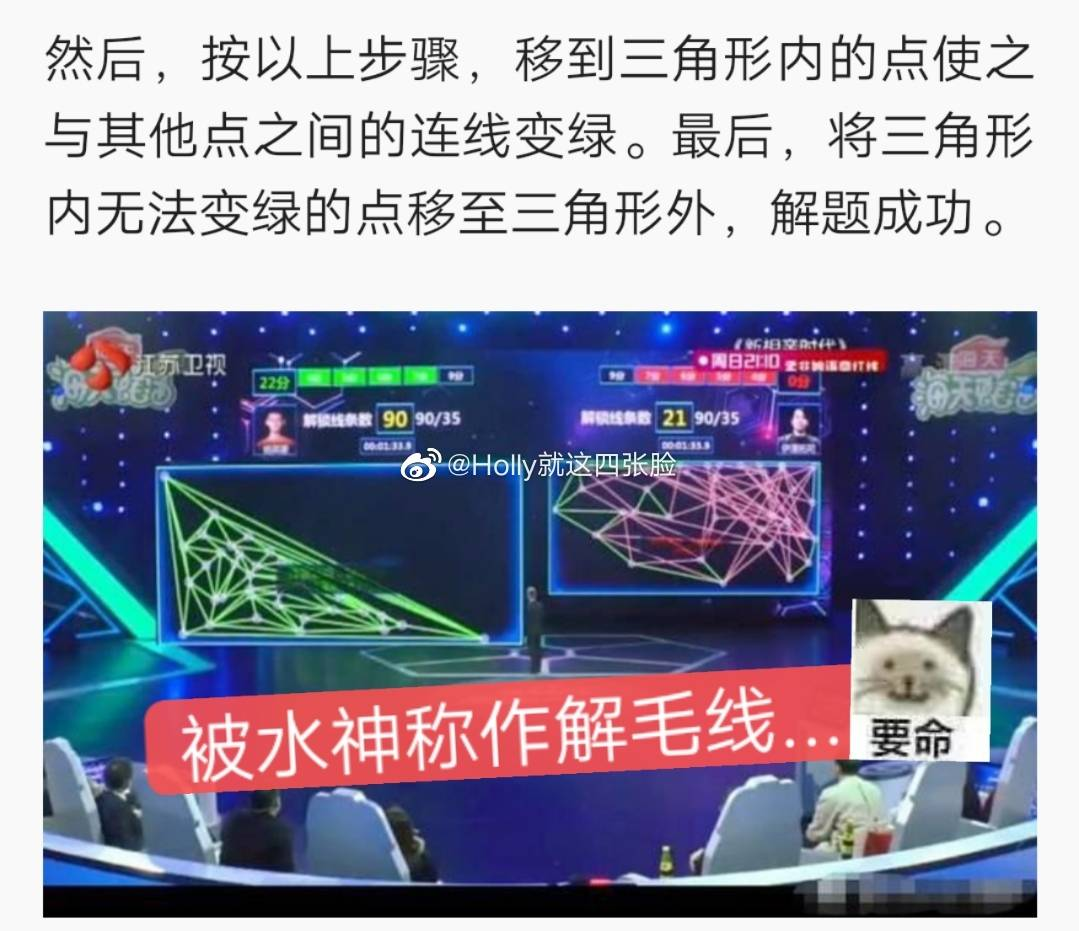 然后，按以上步骤，移到三角形内的点使之
与其他点之间的连线变绿。最后，将三角形
内无法变绿的点移至三角形外，解题成功。
江苏卫视
《新相亲时代》
周日21:10
海天
22分
9分
9分
0分
解锁线条数 90 90/35
解锁线条数 21 90/35
00:01:33.9
00:01:33.9
@Holly就这四张脸
被水神称作解毛线...
要命